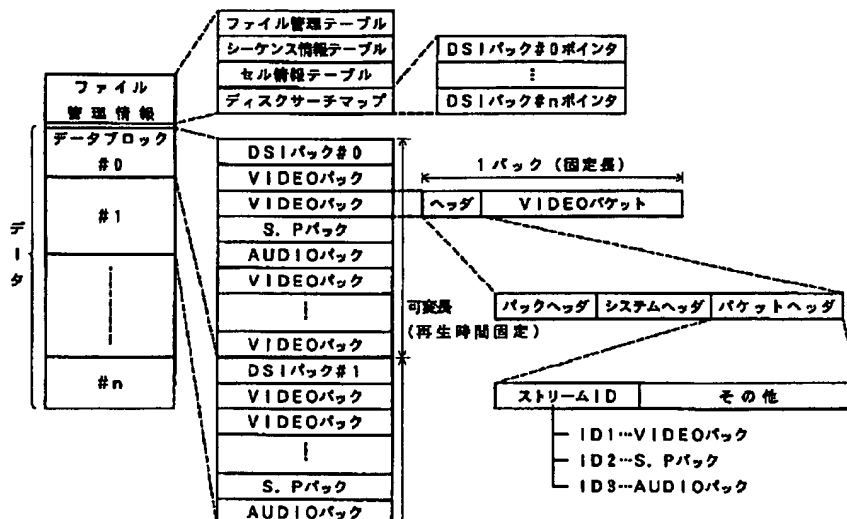 ファイル
管理情報
データブロック
#0
#1
#n
データ
ファイル管理テーブル
シーケンス情報テーブル
セル情報テーブル
ディスクサーチマップ
DSIパック#0ポインタ
DSIパック#nポインタ
DSIパック#0
VIDEOパック
VIDEOパック
S. Pパック
AUDIOパック
VIDEOパック
VIDEOパック
DSIパック#1
VIDEOパック
VIDEOパック
S. Pパック
AUDIOパック
可変長
(再生時間固定)
1パック (固定長)
ヘッダ
VIDEOパケット
パックヘッダ
システムヘッダ
パケットヘッダ
ストリームID
その他
ID1…VIDEOパック
ID2…S. Pパック
ID3…AUDIOパック